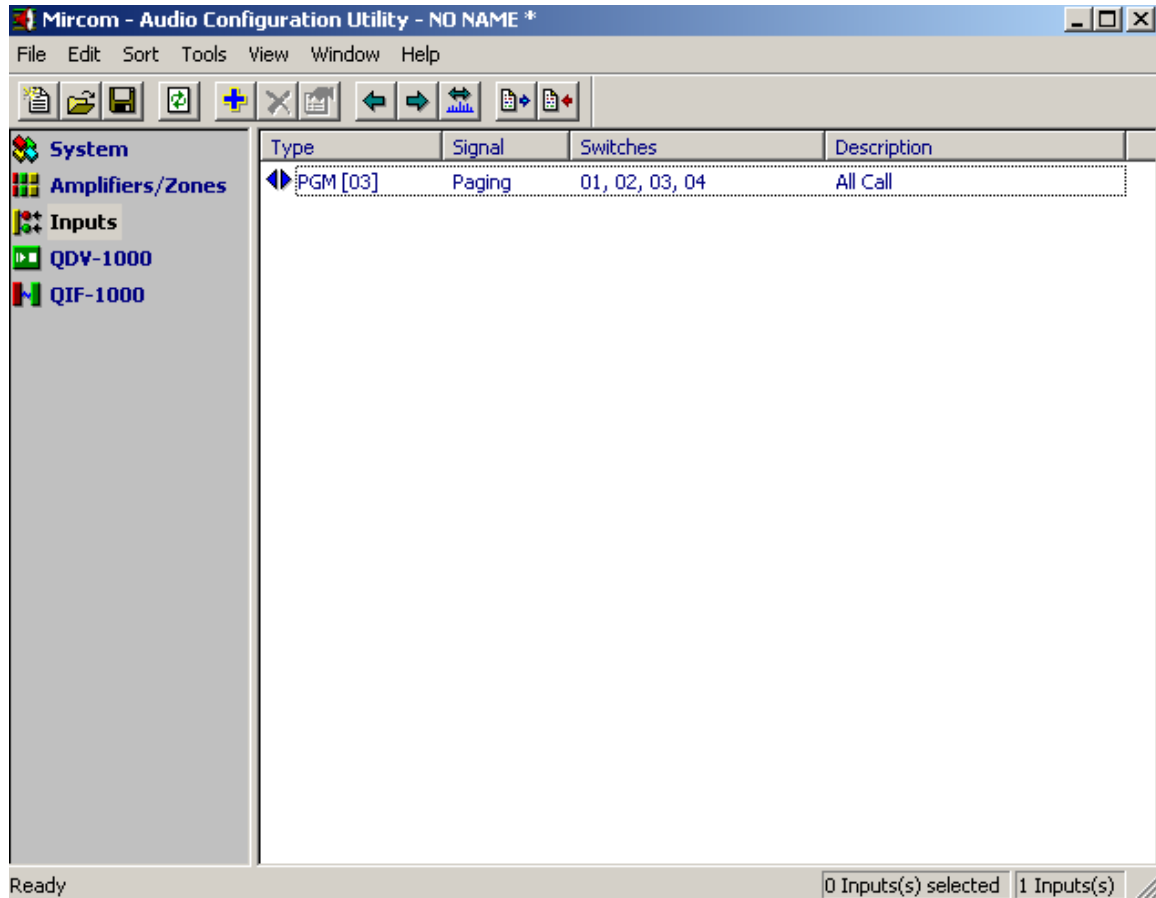 Mircom - Audio Configuration Utility - NO NAME *
File Edit Sort Tools View Window Help
System
Amplifiers/Zones
Inputs
QDV-1000
QIF-1000
Type Signal Switches Description
PGM [03] Paging 01, 02, 03, 04 All Call
Ready 0 Inputs(s) selected 1 Inputs(s)